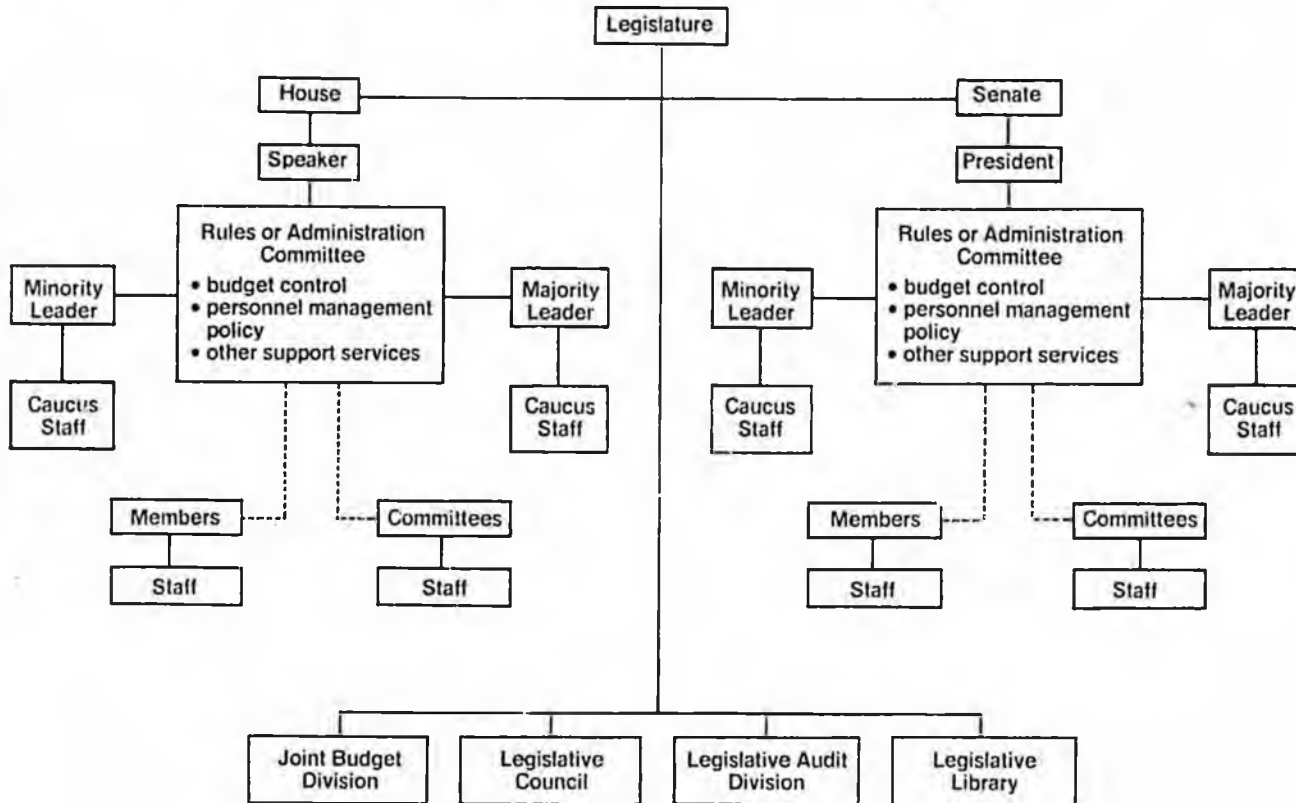 Legislature
House
Speaker
Rules or Administration
Committee
• budget control
• personnel management
policy
• other support services
Minority
Leader
Caucus
Staff
Majority
Leader
Caucus
Staff
Members
Staff
Committees
Staff
Senate
President
Rules or Administration
Committee
• budget control
• personnel management
policy
• other support services
Minority
Leader
Caucus
Staff
Majority
Leader
Caucus
Staff
Members
Staff
Committees
Staff
Joint Budget
Division
Legislative
Council
Legislative Audit
Division
Legislative
Library